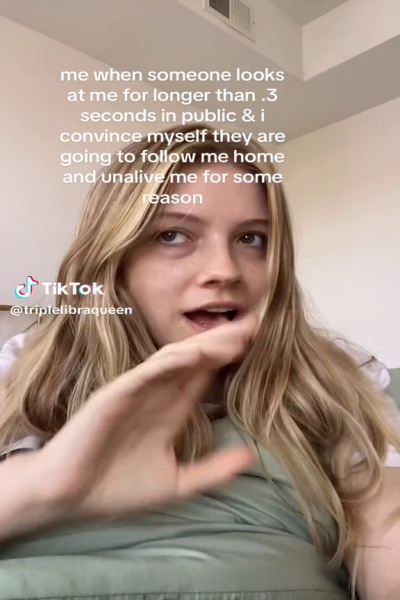 me when someone looks
at me for longer than .3
seconds in public & i
convince myself they are
going to follow me home
and unalive me for some
reason
TikTok
@triplelibraqueen